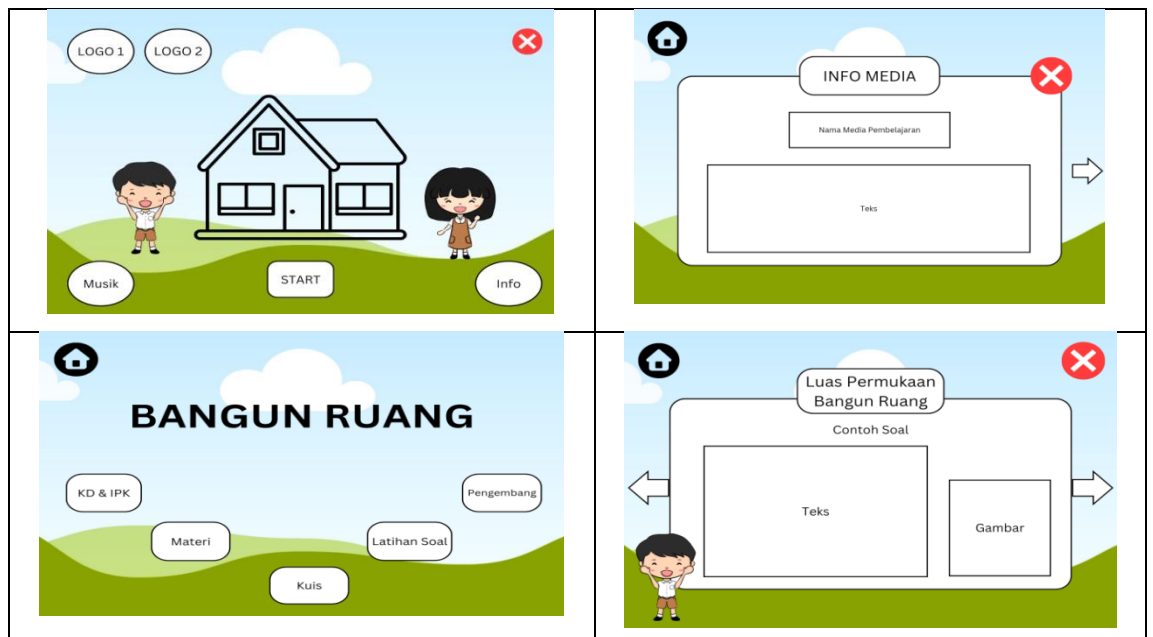 LOGO 1
LOGO 2
Musik
START
Info
INFO MEDIA
Nama Media Pembelajaran
Teks
BANGUN RUANG
KD & IPK
Pengembang
Materi
Latihan Soal
Kuis
Luas Permukaan
Bangun Ruang
Contoh Soal
Teks
Gambar